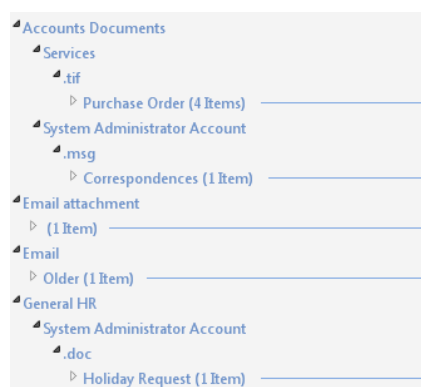 Accounts Documents
Services
.tif
Purchase Order (4 Items)
System Administrator Account
.msg
Correspondences (1 Item)
Email attachment
(1 Item)
Email
Older (1 Item)
General HR
System Administrator Account
.doc
Holiday Request (1 Item)